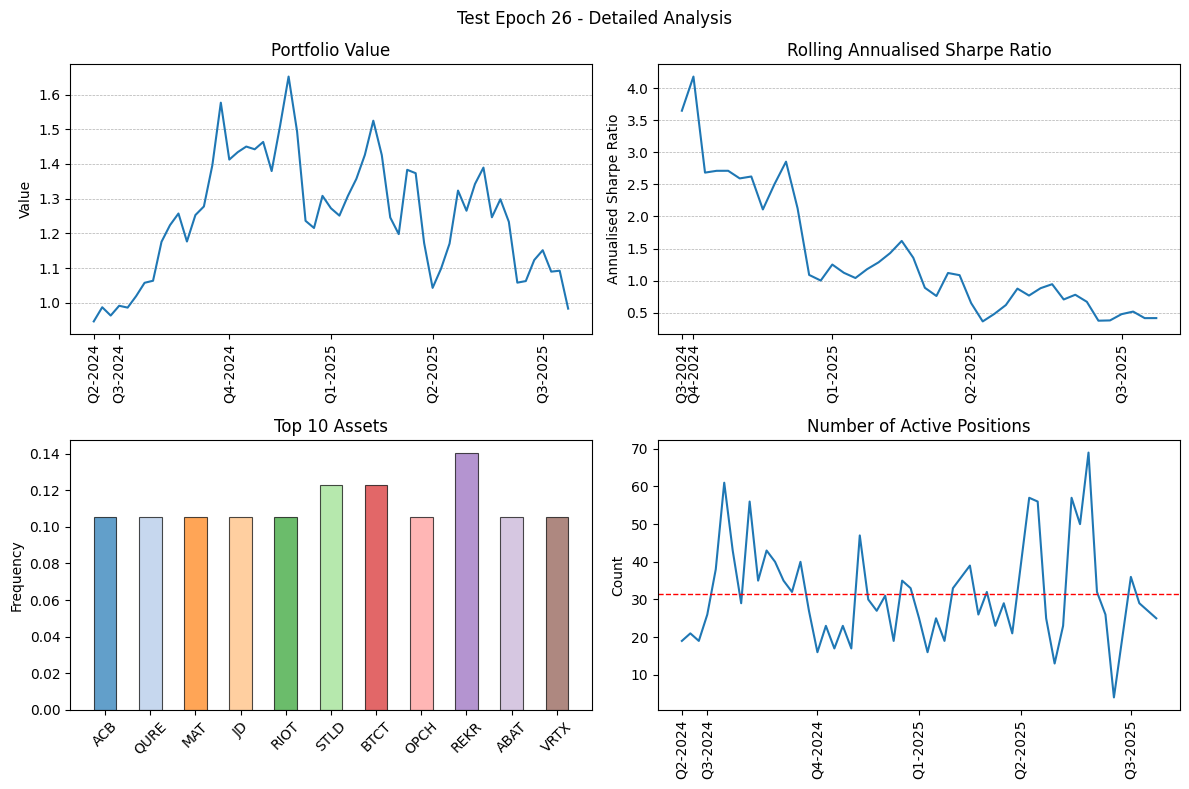 Test Epoch 26 - Detailed Analysis
Portfolio Value
Value
1.6
1.5
1.4
1.3
1.2
1.1
1.0
Q2-2024
Q3-2024
Q4-2024
Q1-2025
Q2-2025
Q3-2025
Rolling Annualised Sharpe Ratio
Annualised Sharpe Ratio
4.0
3.5
3.0
2.5
2.0
1.5
1.0
0.5
Q3-2024
Q4-2024
Q1-2025
Q2-2025
Q3-2025
Top 10 Assets
Frequency
0.14
0.12
0.10
0.08
0.06
0.04
0.02
0.00
ACB
QURE
MAT
JD
RIOT
STLD
BTCT
OPCH
REKR
ABAT
VRTX
Number of Active Positions
Count
70
60
50
40
30
20
10
Q2-2024
Q3-2024
Q4-2024
Q1-2025
Q2-2025
Q3-2025